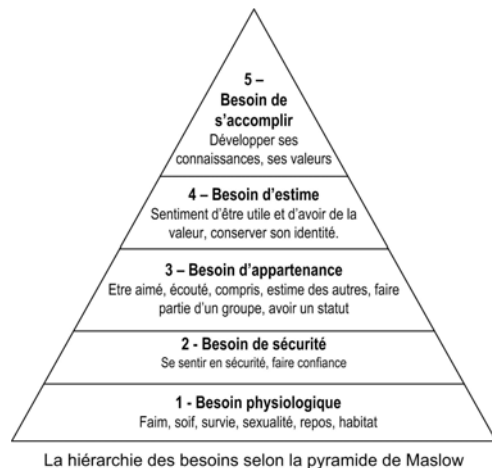 5 –
Besoin de
s'accomplir
Développer ses
connaissances, ses valeurs
4 – Besoin d'estime
Sentiment d'être utile et d'avoir de la
valeur, conserver son identité.
3 – Besoin d'appartenance
Etre aimé, écouté, compris, estime des autres, faire
partie d'un groupe, avoir un statut
2 - Besoin de sécurité
Se sentir en sécurité, faire confiance
1 - Besoin physiologique
Faim, soif, survie, sexualité, repos, habitat
La hiérarchie des besoins selon la pyramide de Maslow